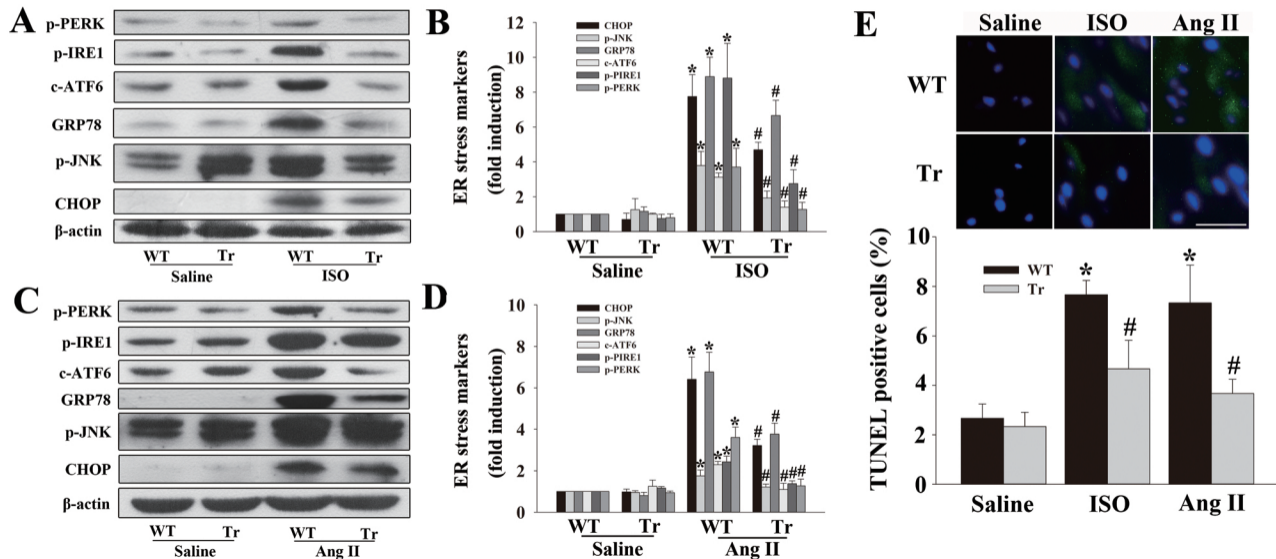 A
p-PERK
p-IRE1
c-ATF6
GRP78
p-JNK
CHOP
β-actin
WT Tr WT Tr
Saline ISO
B
ER stress markers
(fold induction)
12
10
8
6
4
2
0
CHOP
p-JNK
GRP78
c-ATF6
p-PIRE1
p-PERK
* * * * * *
# # # # # #
WT Tr WT Tr
Saline ISO
C
p-PERK
p-IRE1
c-ATF6
GRP78
p-JNK
CHOP
β-actin
WT Tr WT Tr
Saline Ang II
D
ER stress markers
(fold induction)
10
8
6
4
2
0
CHOP
p-JNK
GRP78
c-ATF6
p-PIRE1
p-PERK
* * * * * *
# # # # # #
WT Tr WT Tr
Saline Ang II
E
Saline ISO Ang II
WT
Tr
TUNEL positive cells (%)
10
8
6
4
2
0
WT
Tr
* # * #
Saline ISO Ang II